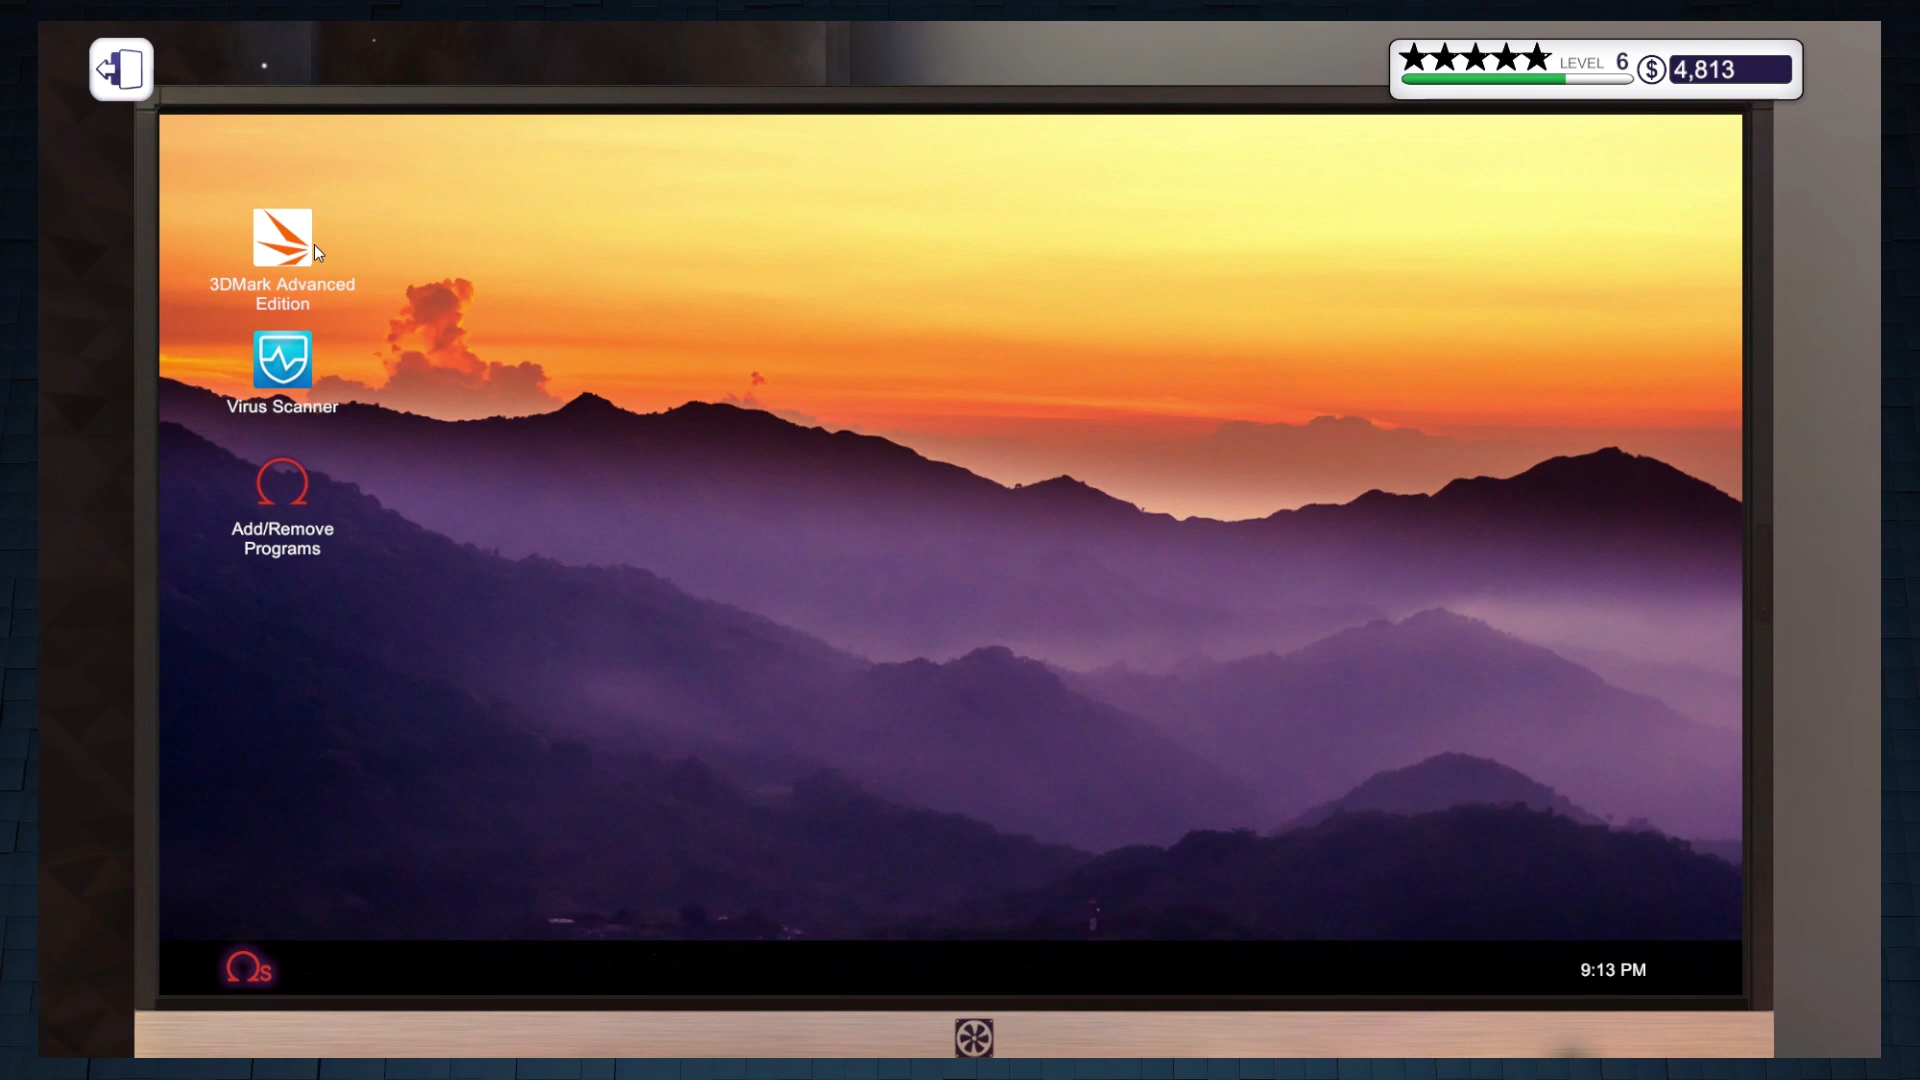 LEVEL 6
$ 4,813
3DMark Advanced
Edition
Virus Scanner
Add/Remove
Programs
Ωs
9:13 PM